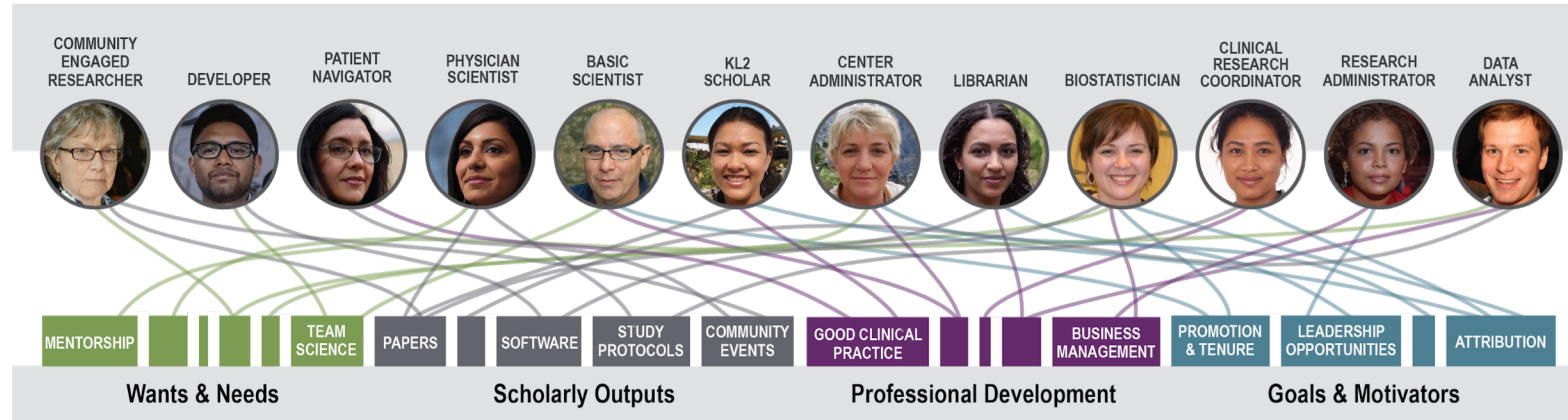 COMMUNITY
ENGAGED
RESEARCHER
DEVELOPER
PATIENT
NAVIGATOR
PHYSICIAN
SCIENTIST
BASIC
SCIENTIST
KL2
SCHOLAR
CENTER
ADMINISTRATOR
LIBRARIAN
BIOSTATISTICIAN
CLINICAL
RESEARCH
COORDINATOR
RESEARCH
ADMINISTRATOR
DATA
ANALYST
MENTORSHIP
TEAM
SCIENCE
PAPERS
SOFTWARE
STUDY
PROTOCOLS
COMMUNITY
EVENTS
GOOD CLINICAL
PRACTICE
BUSINESS
MANAGEMENT
PROMOTION
& TENURE
LEADERSHIP
OPPORTUNITIES
ATTRIBUTION
Wants & Needs
Scholarly Outputs
Professional Development
Goals & Motivators